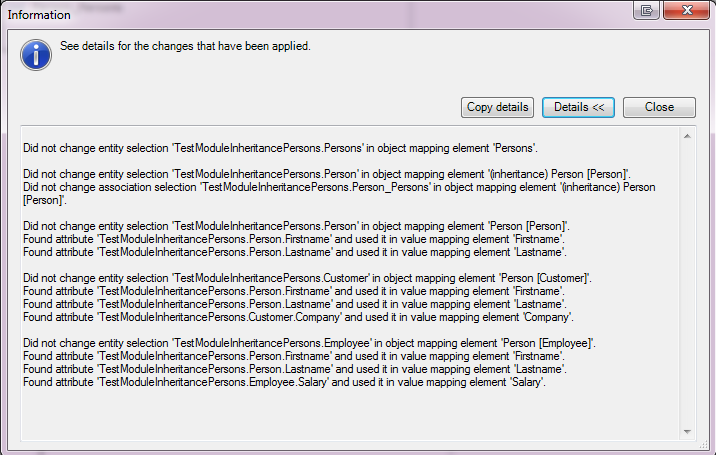 Information
See details for the changes that have been applied.
Copy details
Details <<
Close
Did not change entity selection 'TestModuleInheritancePersons.Persons' in object mapping element 'Persons'.
Did not change entity selection 'TestModuleInheritancePersons.Person' in object mapping element '(inheritance) Person [Person]'.
Did not change association selection 'TestModuleInheritancePersons.Person_Persons' in object mapping element '(inheritance) Person
[Person]'.
Did not change entity selection 'TestModuleInheritancePersons.Person' in object mapping element 'Person [Person]'.
Found attribute 'TestModuleInheritancePersons.Person.Firstname' and used it in value mapping element 'Firstname'.
Found attribute 'TestModuleInheritancePersons.Person.Lastname' and used it in value mapping element 'Lastname'.
Did not change entity selection 'TestModuleInheritancePersons.Customer' in object mapping element 'Person [Customer]'.
Found attribute 'TestModuleInheritancePersons.Person.Firstname' and used it in value mapping element 'Firstname'.
Found attribute 'TestModuleInheritancePersons.Person.Lastname' and used it in value mapping element 'Lastname'.
Found attribute 'TestModuleInheritancePersons.Customer.Company' and used it in value mapping element 'Company'.
Did not change entity selection 'TestModuleInheritancePersons.Employee' in object mapping element 'Person [Employee]'.
Found attribute 'TestModuleInheritancePersons.Person.Firstname' and used it in value mapping element 'Firstname'.
Found attribute 'TestModuleInheritancePersons.Person.Lastname' and used it in value mapping element 'Lastname'.
Found attribute 'TestModuleInheritancePersons.Employee.Salary' and used it in value mapping element 'Salary'.